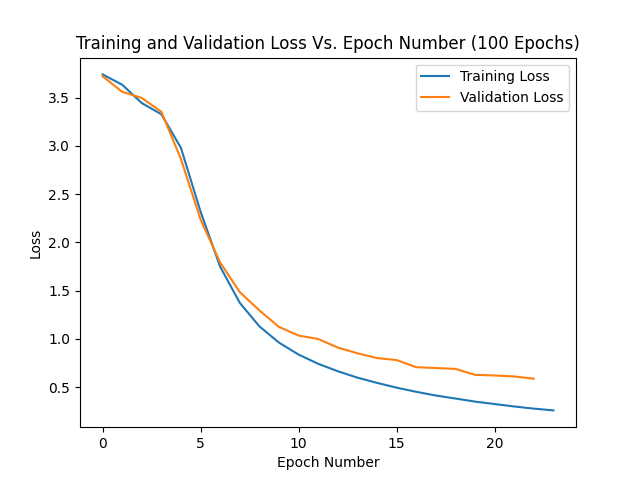 Training and Validation Loss Vs. Epoch Number (100 Epochs)
Training Loss
Validation Loss
3.5
3.0
2.5
2.0
1.5
1.0
0.5
Loss
0 5 10 15 20
Epoch Number